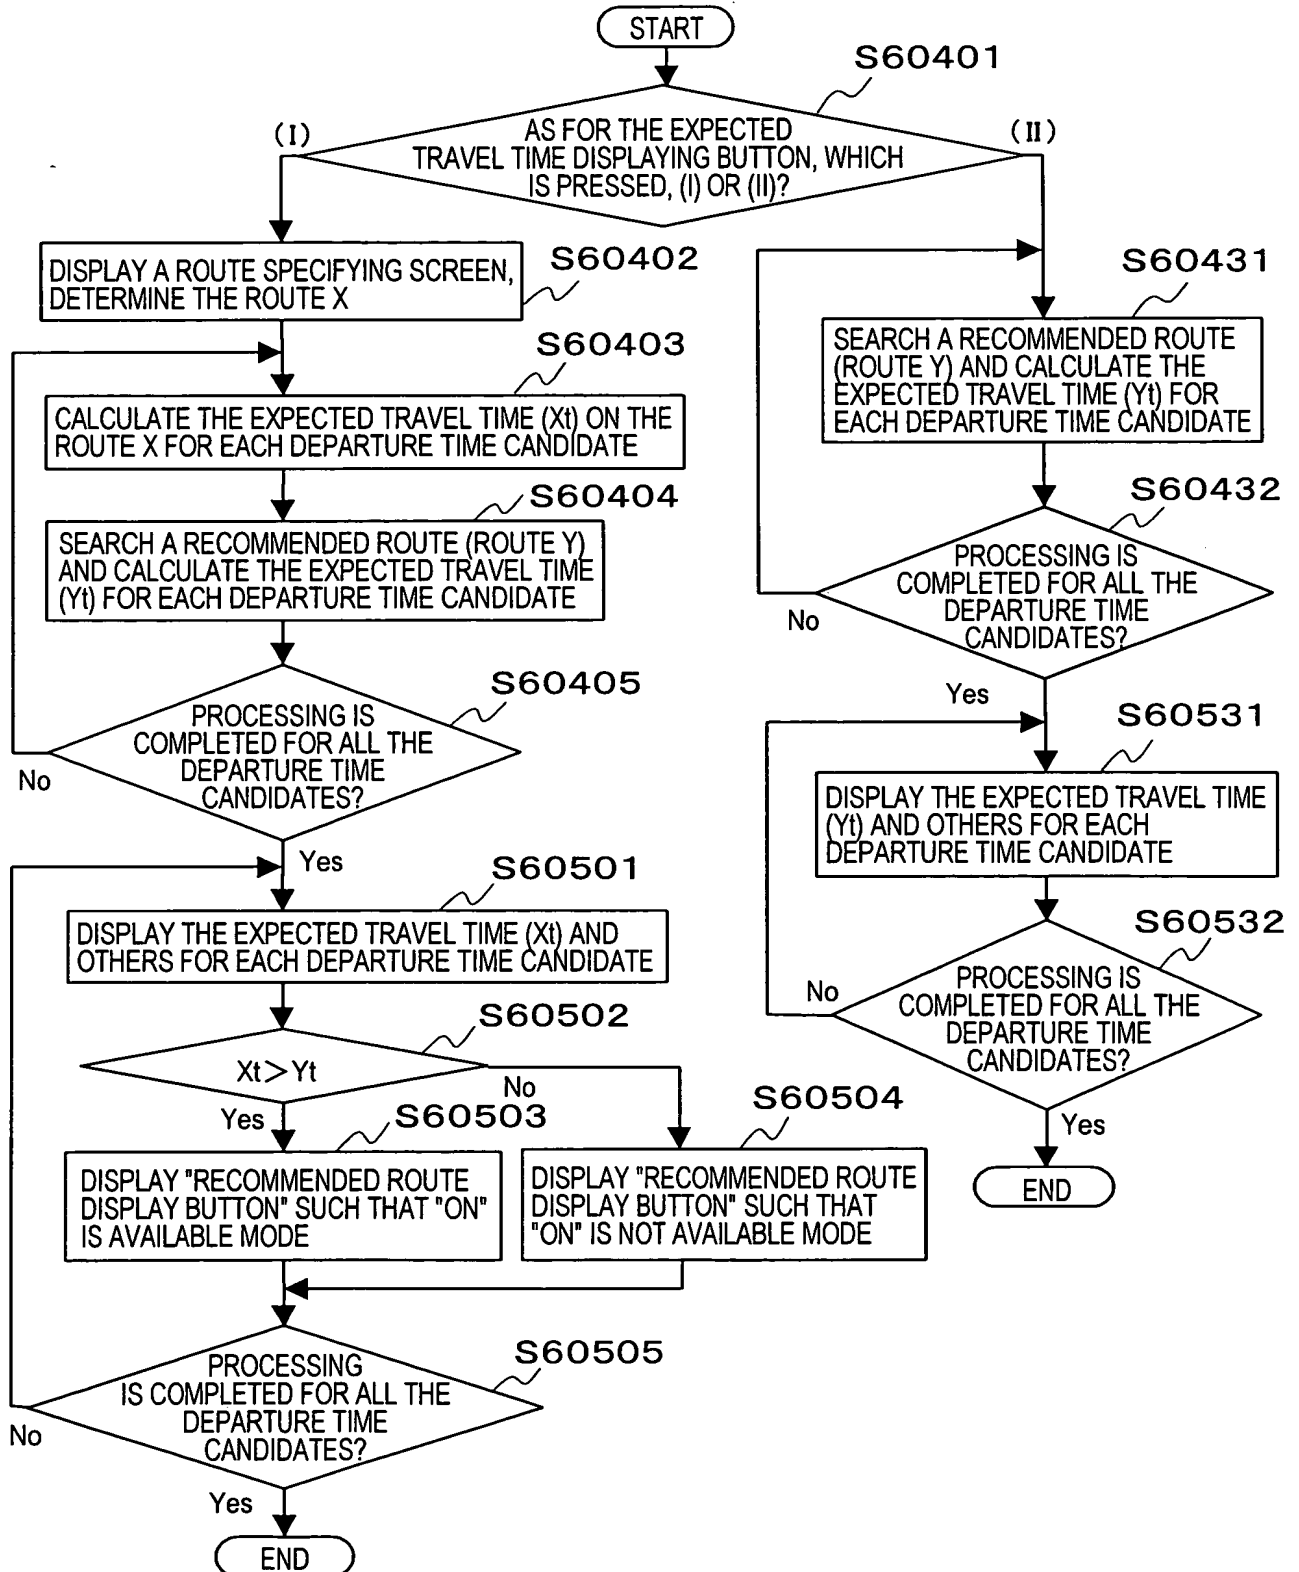 START
S60401
AS FOR THE EXPECTED
TRAVEL TIME DISPLAYING BUTTON, WHICH
IS PRESSED, (I) OR (II)?
(I)
(II)
S60402
DISPLAY A ROUTE SPECIFYING SCREEN,
DETERMINE THE ROUTE X
S60403
CALCULATE THE EXPECTED TRAVEL TIME (Xt) ON THE
ROUTE X FOR EACH DEPARTURE TIME CANDIDATE
S60404
SEARCH A RECOMMENDED ROUTE (ROUTE Y)
AND CALCULATE THE EXPECTED TRAVEL TIME
(Yt) FOR EACH DEPARTURE TIME CANDIDATE
S60405
PROCESSING IS
COMPLETED FOR ALL THE
DEPARTURE TIME
CANDIDATES?
No
Yes
S60501
DISPLAY THE EXPECTED TRAVEL TIME (Xt) AND
OTHERS FOR EACH DEPARTURE TIME CANDIDATE
S60502
Xt>Yt
No
Yes
S60503
DISPLAY "RECOMMENDED ROUTE
DISPLAY BUTTON" SUCH THAT "ON"
IS AVAILABLE MODE
S60504
DISPLAY "RECOMMENDED ROUTE
DISPLAY BUTTON" SUCH THAT
"ON" IS NOT AVAILABLE MODE
S60505
PROCESSING
IS COMPLETED FOR ALL THE
DEPARTURE TIME
CANDIDATES?
No
Yes
END
S60431
SEARCH A RECOMMENDED ROUTE
(ROUTE Y) AND CALCULATE THE
EXPECTED TRAVEL TIME (Yt) FOR
EACH DEPARTURE TIME CANDIDATE
S60432
PROCESSING IS
COMPLETED FOR ALL THE
DEPARTURE TIME
CANDIDATES?
No
Yes
S60531
DISPLAY THE EXPECTED TRAVEL TIME
(Yt) AND OTHERS FOR EACH
DEPARTURE TIME CANDIDATE
S60532
PROCESSING IS
COMPLETED FOR ALL THE
DEPARTURE TIME
CANDIDATES?
No
Yes
END